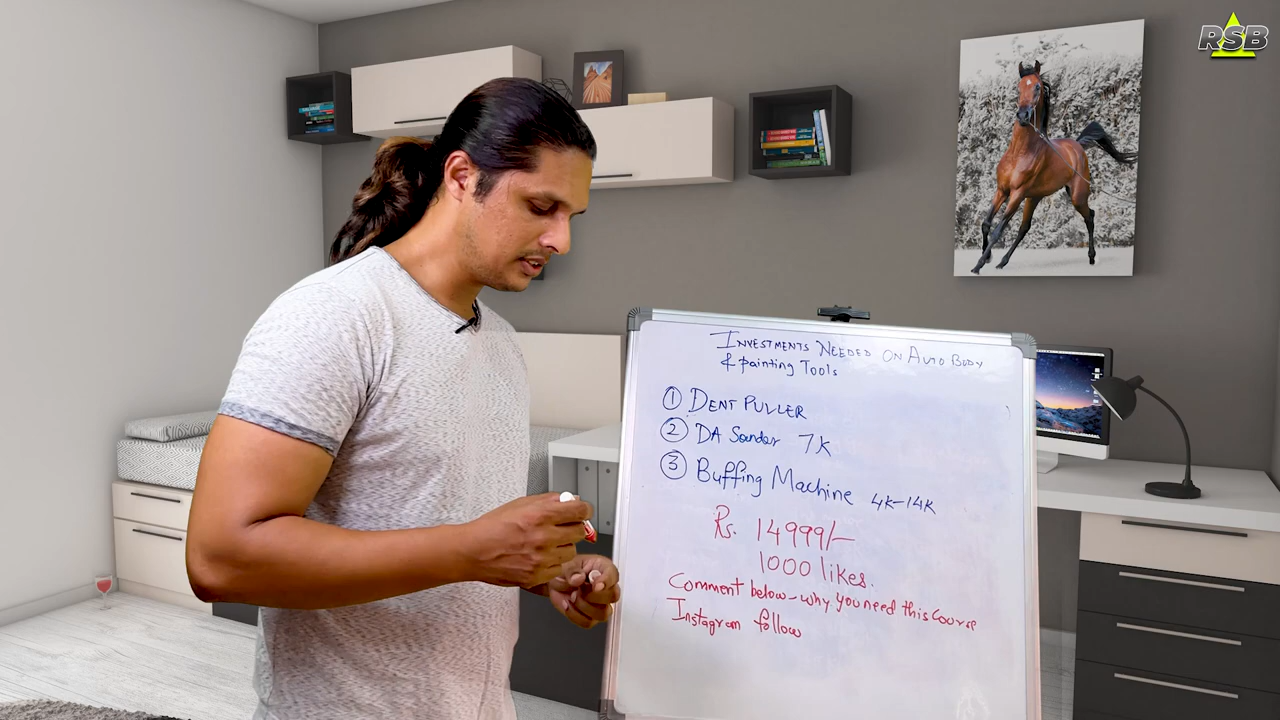 RSB
INVESTMENTS NEEDED ON AUTO BODY
& painting Tools
① DENT PULLER
② DA Sander 7K
③ Buffing Machine 4K-14K
Rs. 14999/-
1000 likes.
Comment below - why you need this Course
Instagram follow